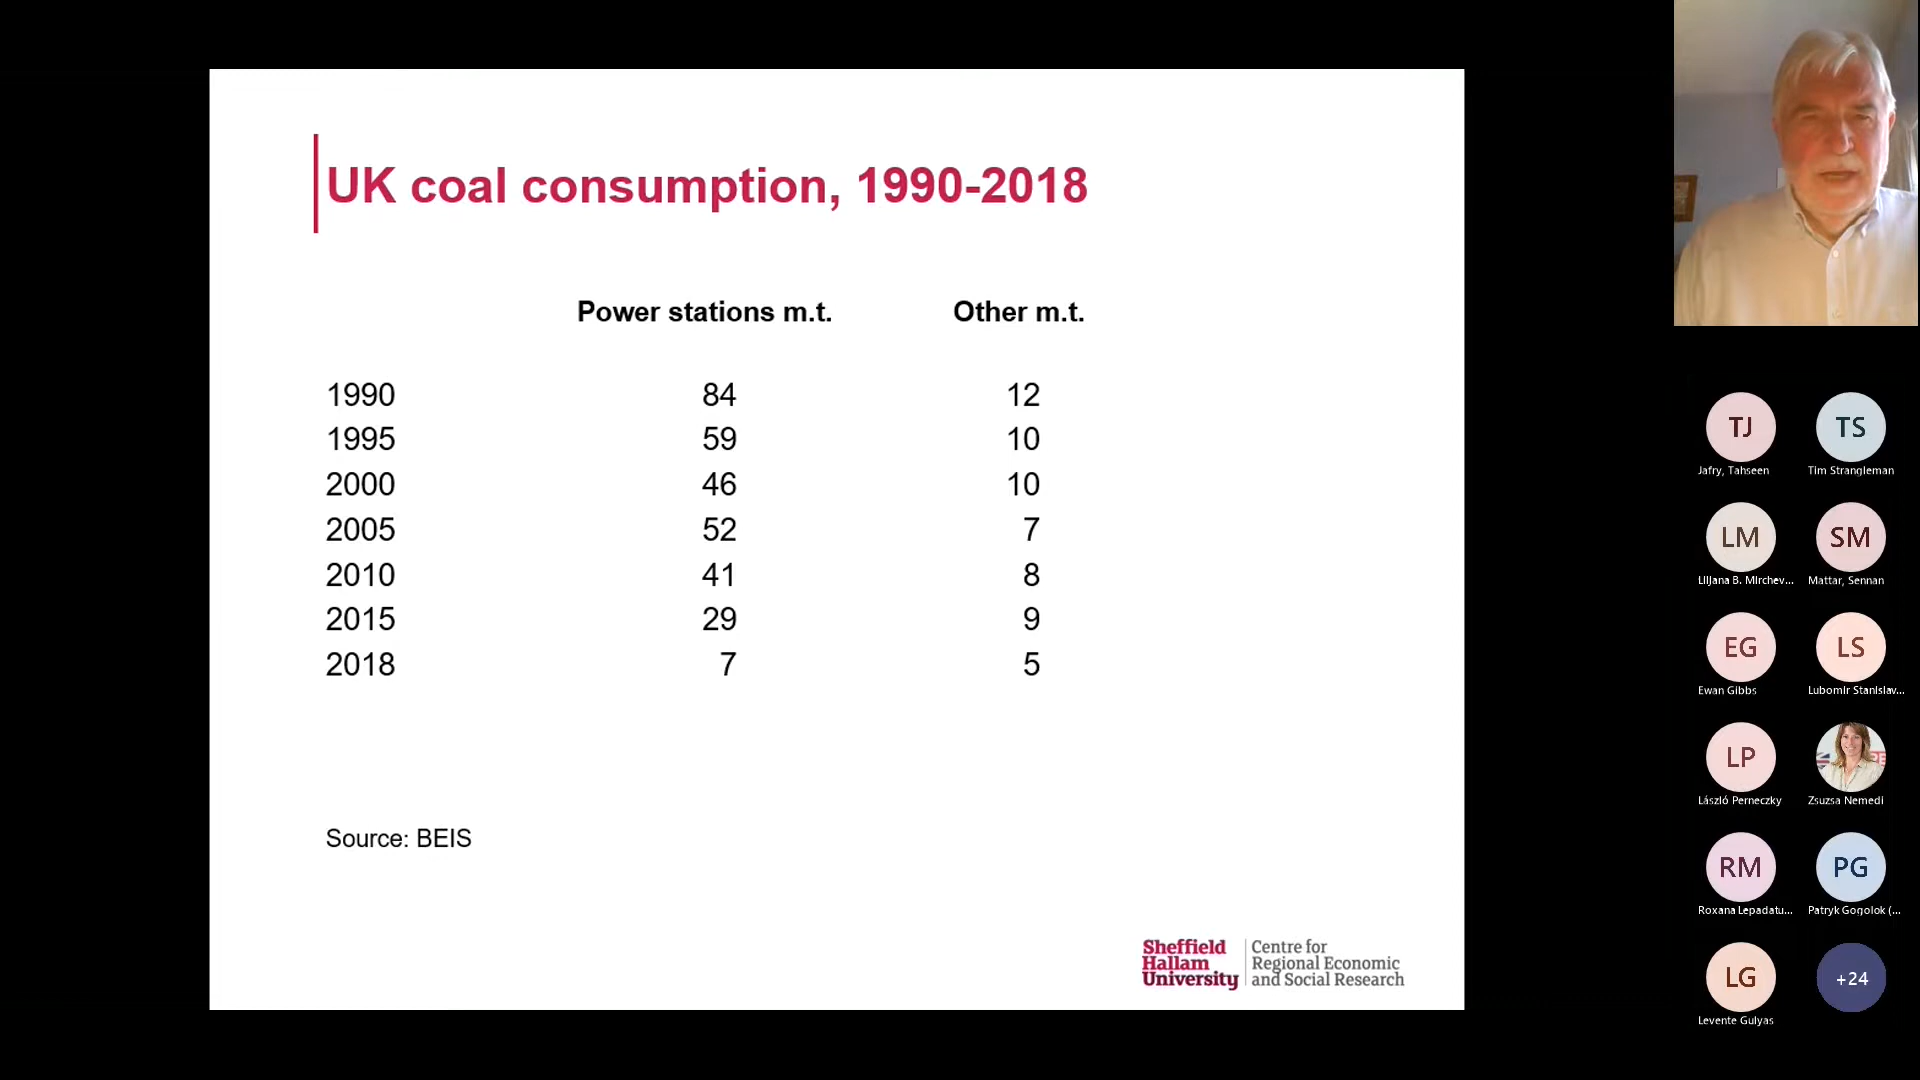 UK coal consumption, 1990-2018
Power stations m.t. Other m.t.
1990 84 12
1995 59 10
2000 46 10
2005 52 7
2010 41 8
2015 29 9
2018 7 5
Source: BEIS
Sheffield
Hallam
University
Centre for
Regional Economic
and Social Research
TJ
Jafry, Tahseen
TS
Tim Strangleman
LM
Liljana B. Mirchev...
SM
Mattar, Sennan
EG
Ewan Gibbs
LS
Lubomir Stanislav...
LP
László Perneczky
Zsuzsa Nemedi
RM
Roxana Lepadatu...
PG
Patryk Gogolok (...
LG
Levente Gulyas
+24